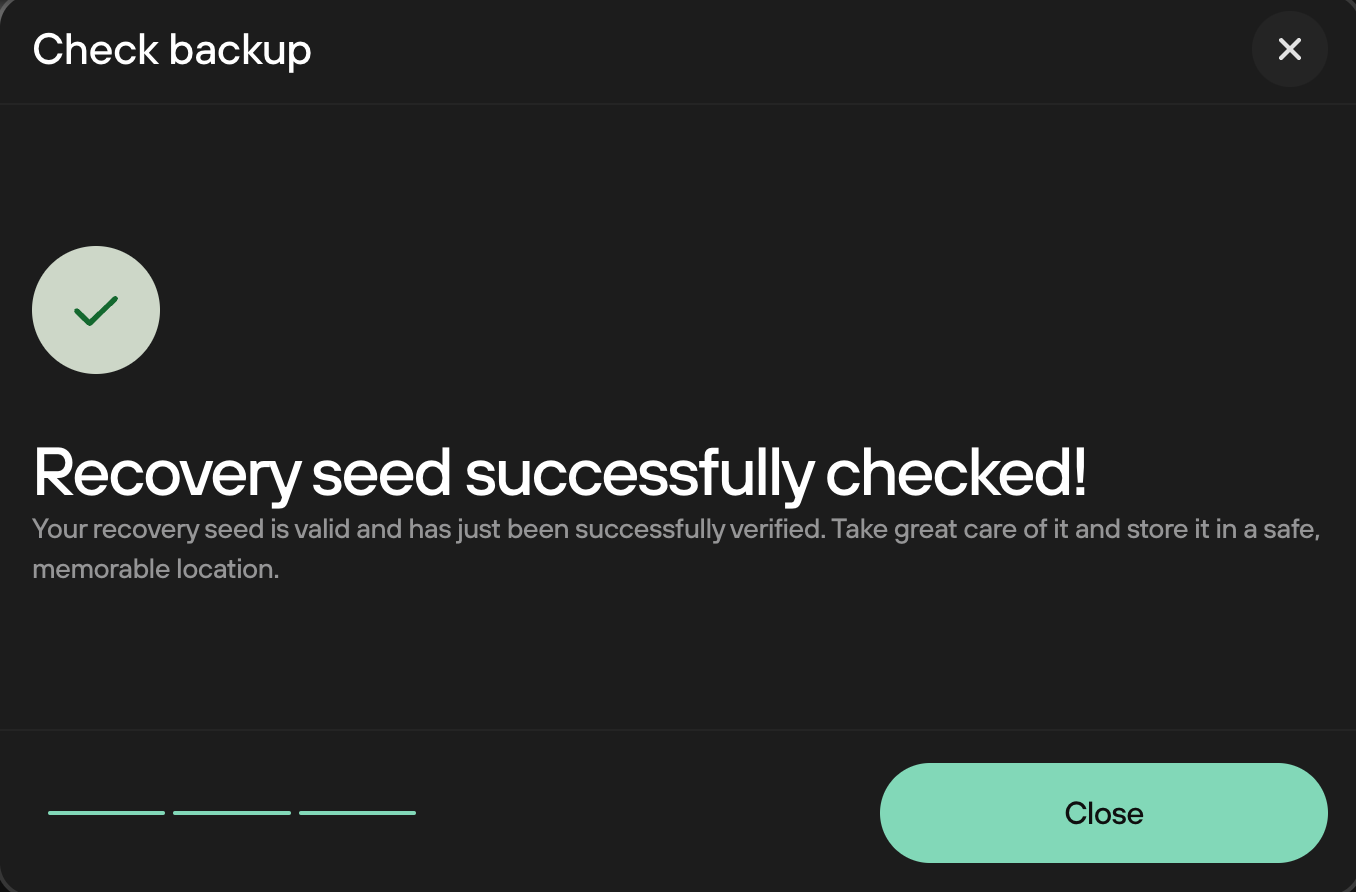 Check backup
Recovery seed successfully checked!
Your recovery seed is valid and has just been successfully verified. Take great care of it and store it in a safe,
memorable location.
Close